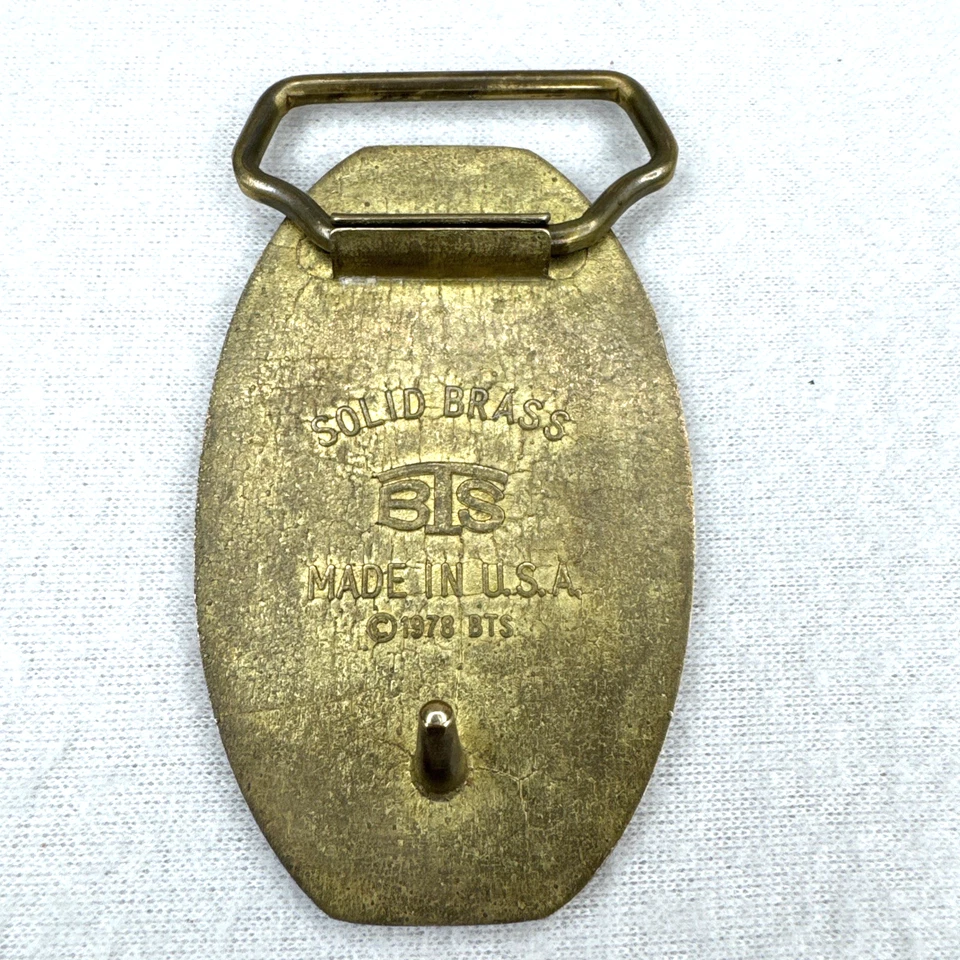 SOLID BRASS
BTS
MADE IN U.S.A.
©1978 BTS